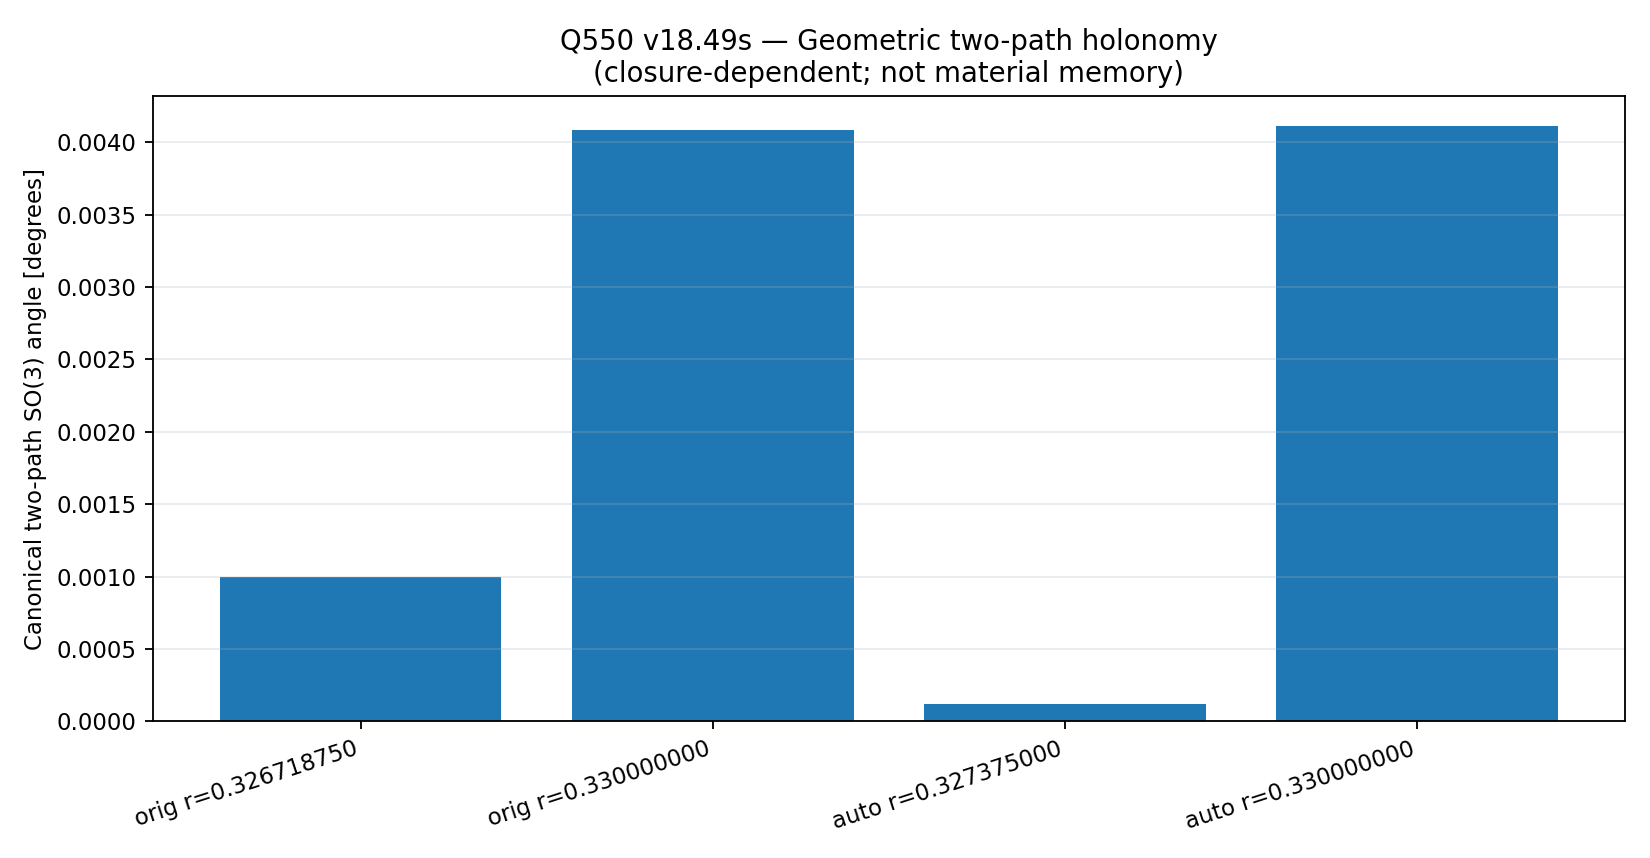 Q550 v18.49s — Geometric two-path holonomy
(closure-dependent; not material memory)
Canonical two-path SO(3) angle [degrees]
0.0040
0.0035
0.0030
0.0025
0.0020
0.0015
0.0010
0.0005
0.0000
orig r=0.326718750
orig r=0.330000000
auto r=0.327375000
auto r=0.330000000